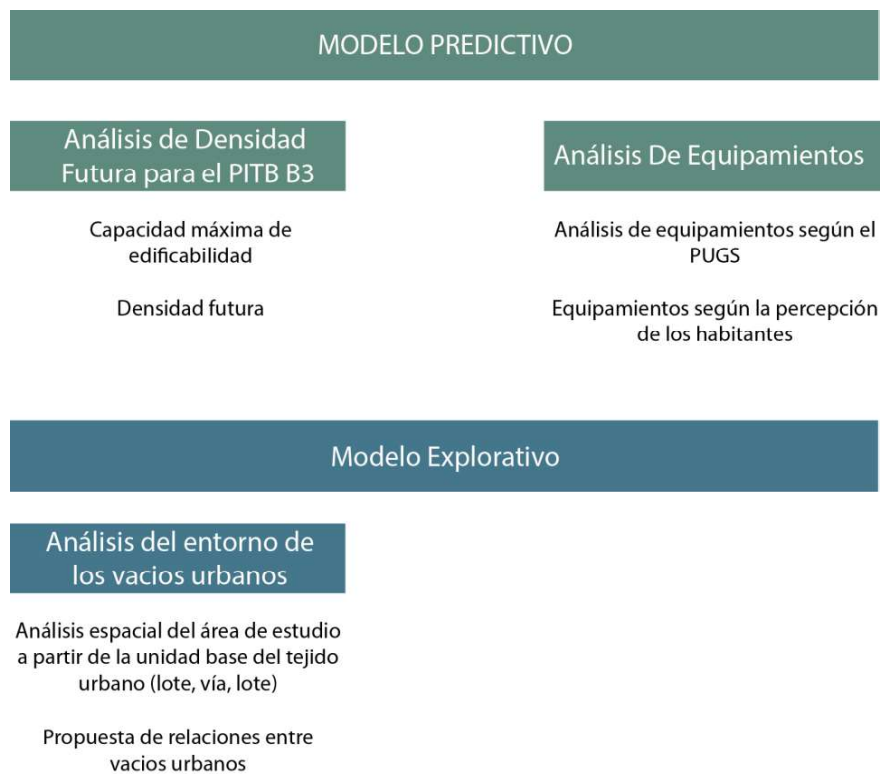 MODELO PREDICTIVO
Análisis de Densidad
Futura para el PITB B3
Capacidad máxima de
edificabilidad
Densidad futura
Análisis De Equipamientos
Análisis de equipamientos según el
PUGS
Equipamientos según la percepción
de los habitantes
Modelo Explorativo
Análisis del entorno de
los vacios urbanos
Análisis espacial del área de estudio
a partir de la unidad base del tejido
urbano (lote, vía, lote)
Propuesta de relaciones entre
vacios urbanos